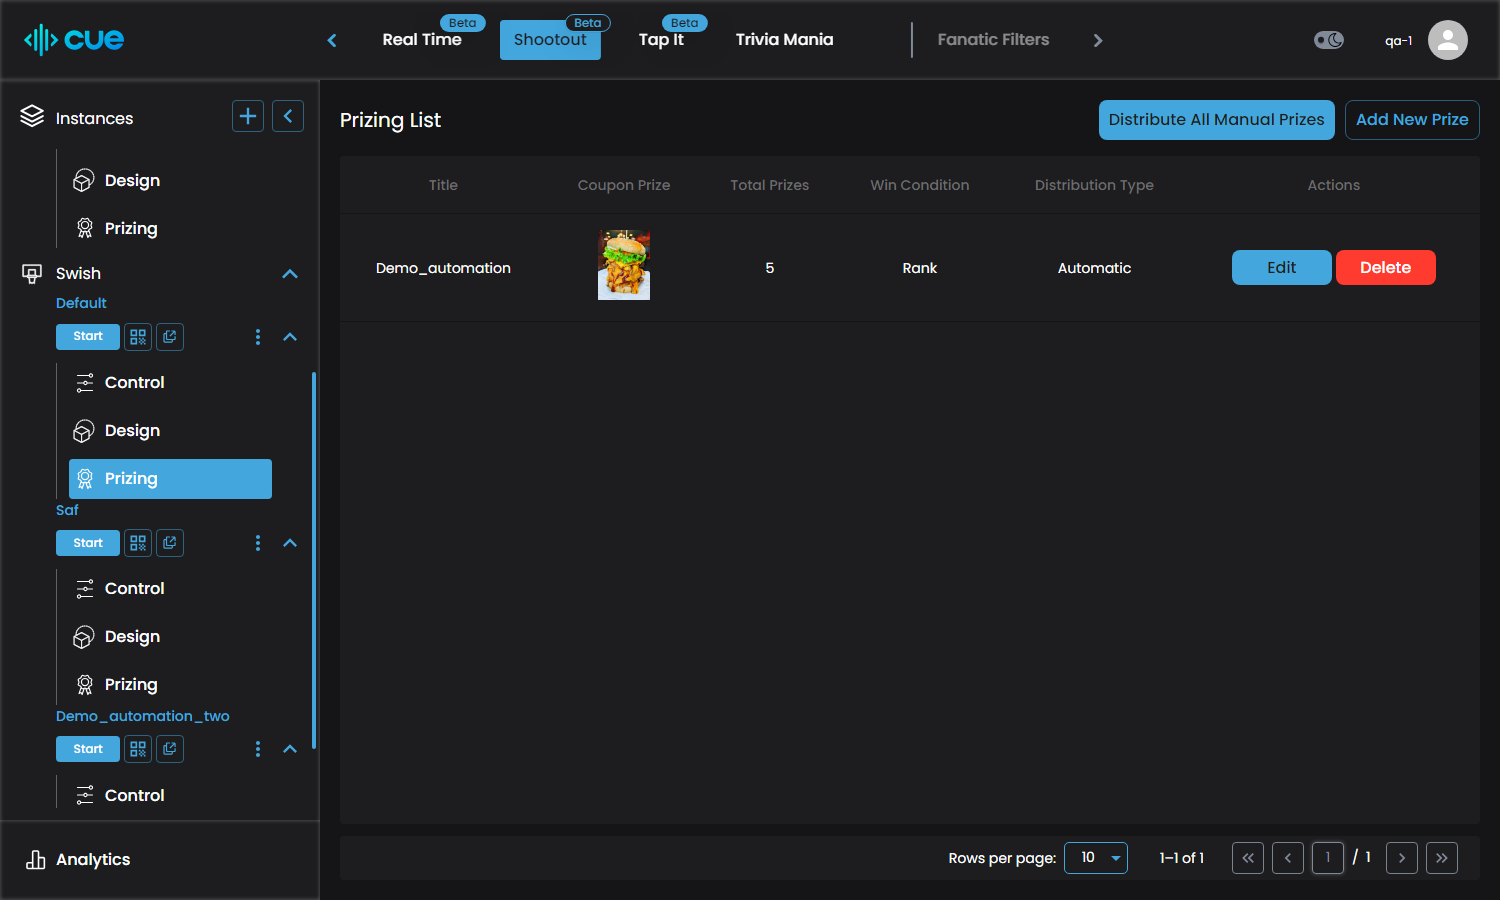 cue
Real Time
Beta
Shootout
Beta
Tap It
Beta
Trivia Mania
Fanatic Filters
qa-1
Instances
Design
Prizing
Swish
Default
Start
Control
Design
Prizing
Saf
Start
Control
Design
Prizing
Demo_automation_two
Start
Control
Analytics
Prizing List
Distribute All Manual Prizes
Add New Prize
Title Coupon Prize Total Prizes Win Condition Distribution Type Actions
Demo_automation 5 Rank Automatic Edit Delete
Rows per page: 10 1-1 of 1 1 / 1